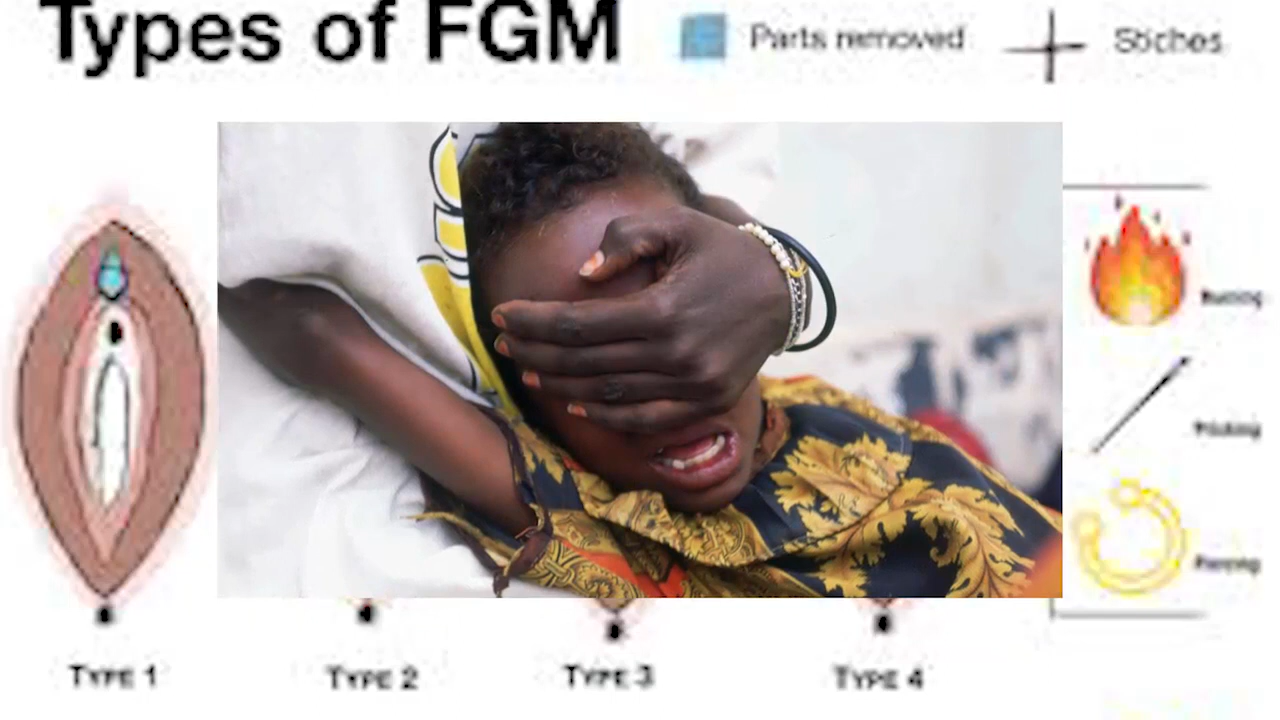 Types of FGM
Parts removed
Stiches
Burning
Pricking
Piercing
TYPE 1
TYPE 2
TYPE 3
TYPE 4